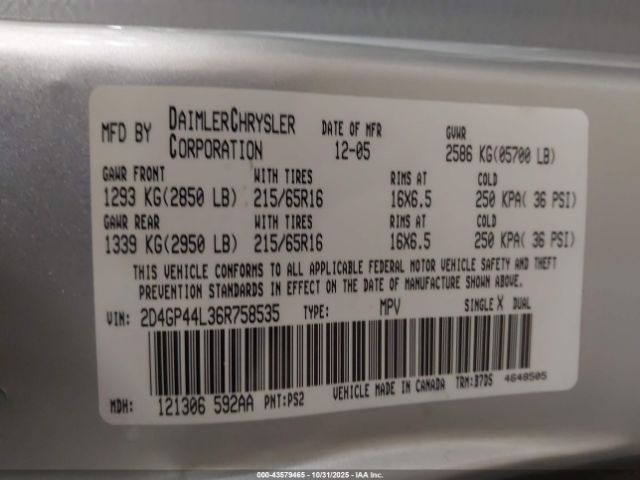 MFD BY DAIMLERCHRYSLER CORPORATION DATE OF MFR 12-05 GVWR 2586 KG(05700 LB)
GAWR FRONT WITH TIRES RIMS AT COLD
1293 KG(2850 LB) 215/65R16 16X6.5 250 KPA( 36 PSI)
GAWR REAR WITH TIRES RIMS AT COLD
1339 KG(2950 LB) 215/65R16 16X6.5 250 KPA( 36 PSI)
THIS VEHICLE CONFORMS TO ALL APPLICABLE FEDERAL MOTOR VEHICLE SAFETY AND THEFT
PREVENTION STANDARDS IN EFFECT ON THE DATE OF MANUFACTURE SHOWN ABOVE.
VIN: 2D4GP44L36R758535 TYPE: MPV SINGLE X DUAL
MDH: 121306 592AA PNT:PS2 VEHICLE MADE IN CANADA TRM:B7D5 4648505
000-43579465 - 10/31/2025 - IAA Inc.